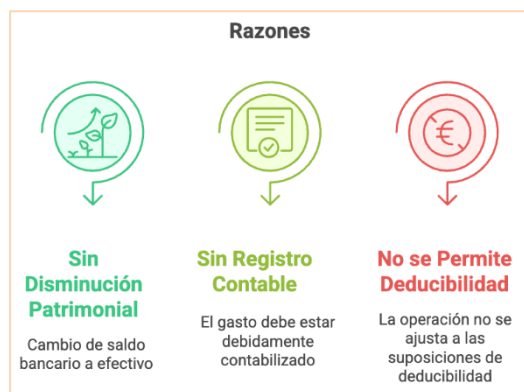 Razones
Sin
Disminución
Patrimonial
Cambio de saldo
bancario a efectivo
Sin Registro
Contable
El gasto debe estar
debidamente
contabilizado
€
No se Permite
Deducibilidad
La operación no se
ajusta a las
suposiciones de
deducibilidad